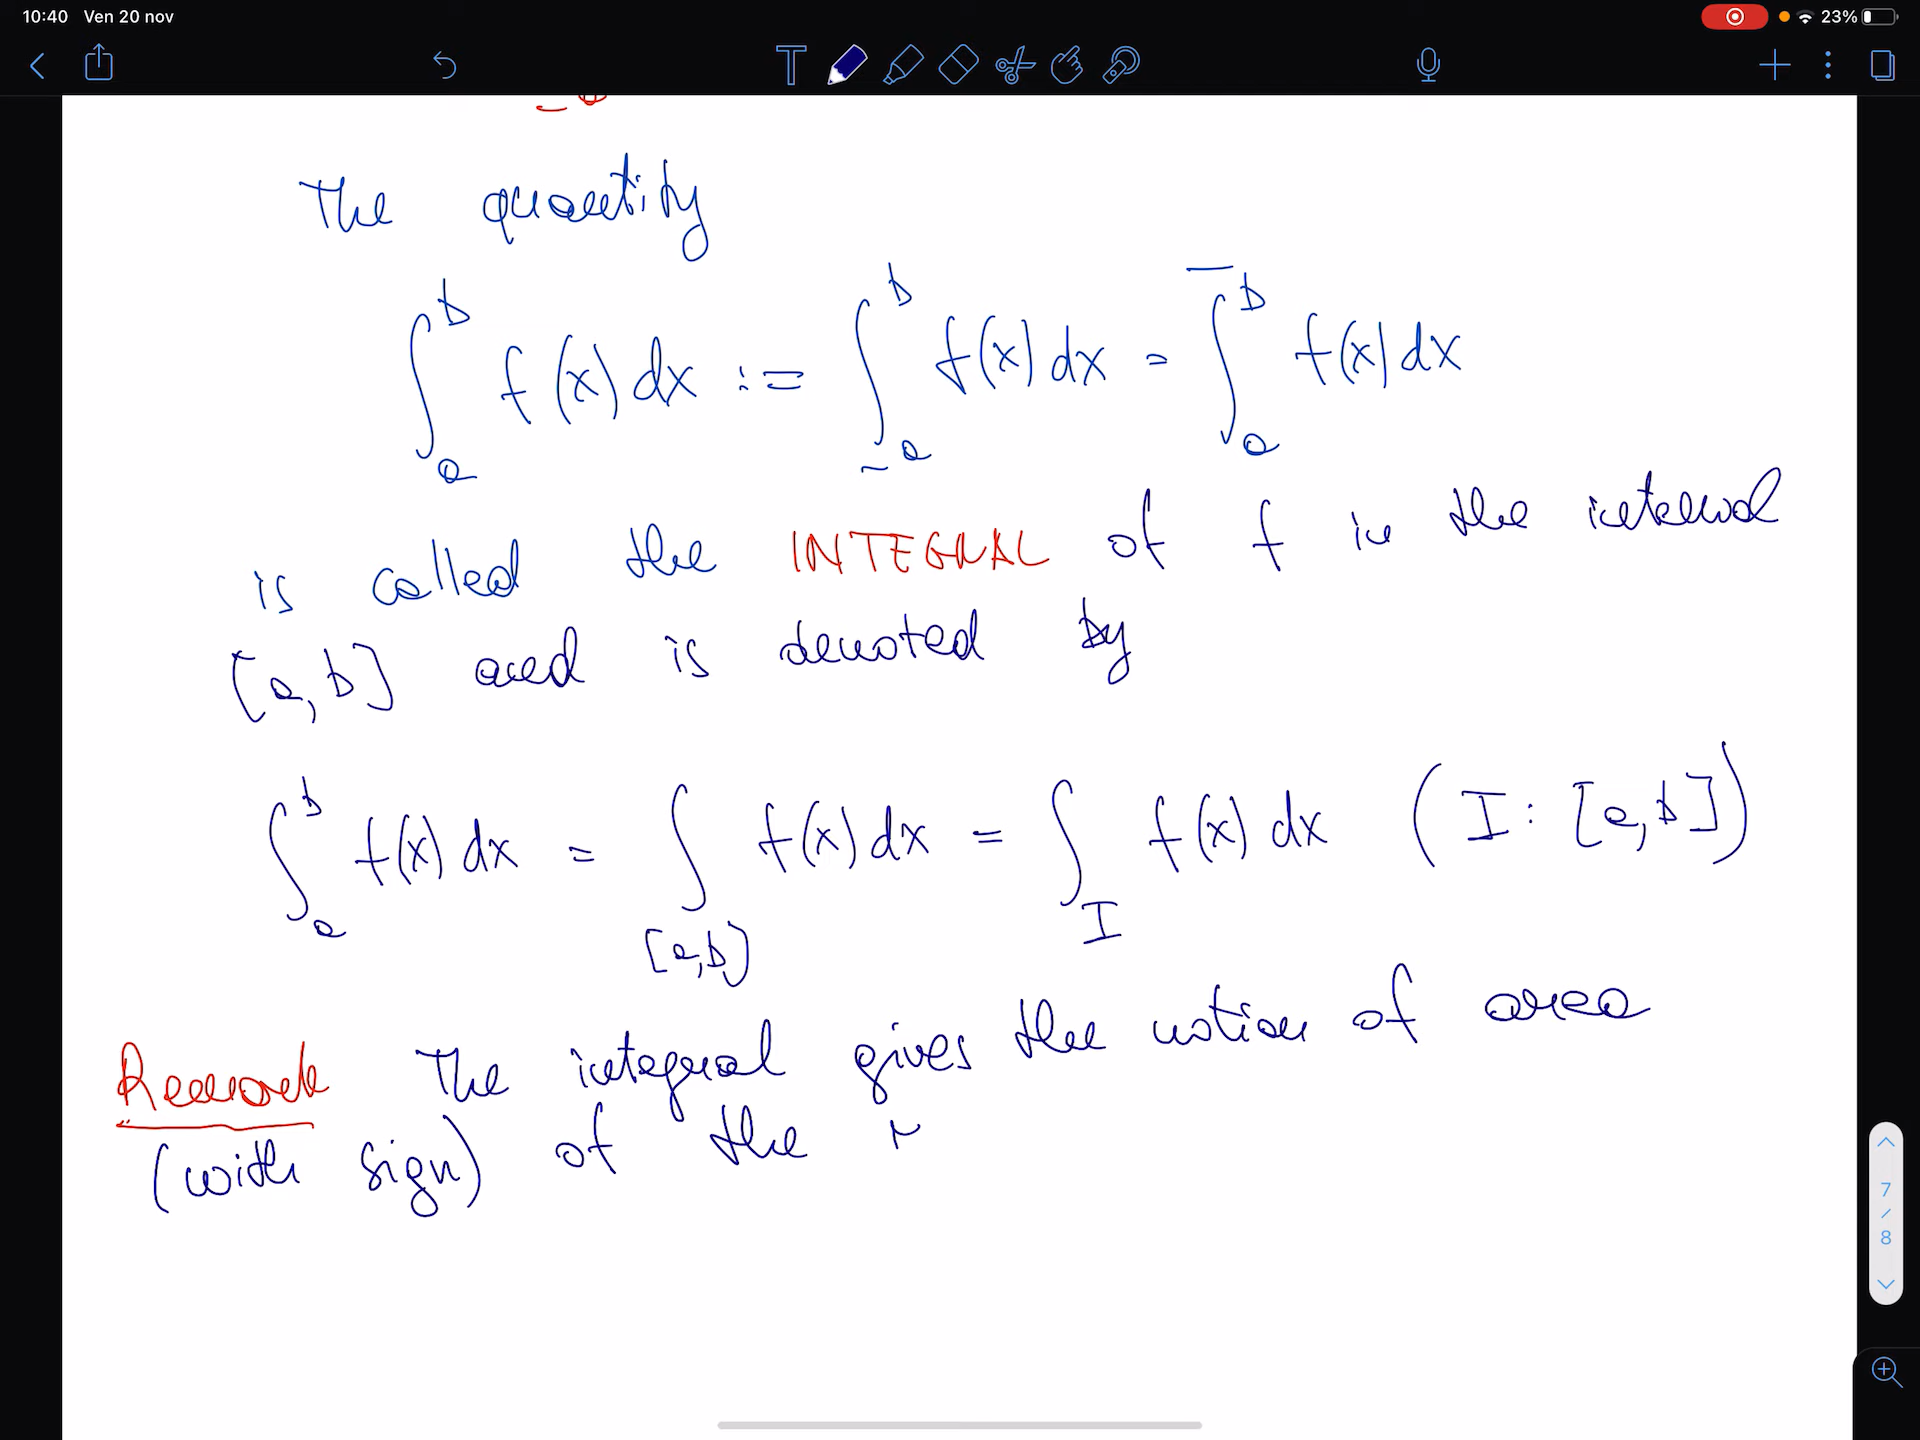 10:40 Ven 20 nov 23%
The quantity
∫_a^b f(x) dx := \underline{∫}_a^b f(x) dx = \overline{∫}_a^b f(x) dx
is called the INTEGRAL of f in the interval
[a, b] and is denoted by
∫_a^b f(x) dx = ∫_{[a,b]} f(x) dx = ∫_I f(x) dx (I: [a, b])
Remark The integral gives the notion of area
(with sign) of the r
7
/
8